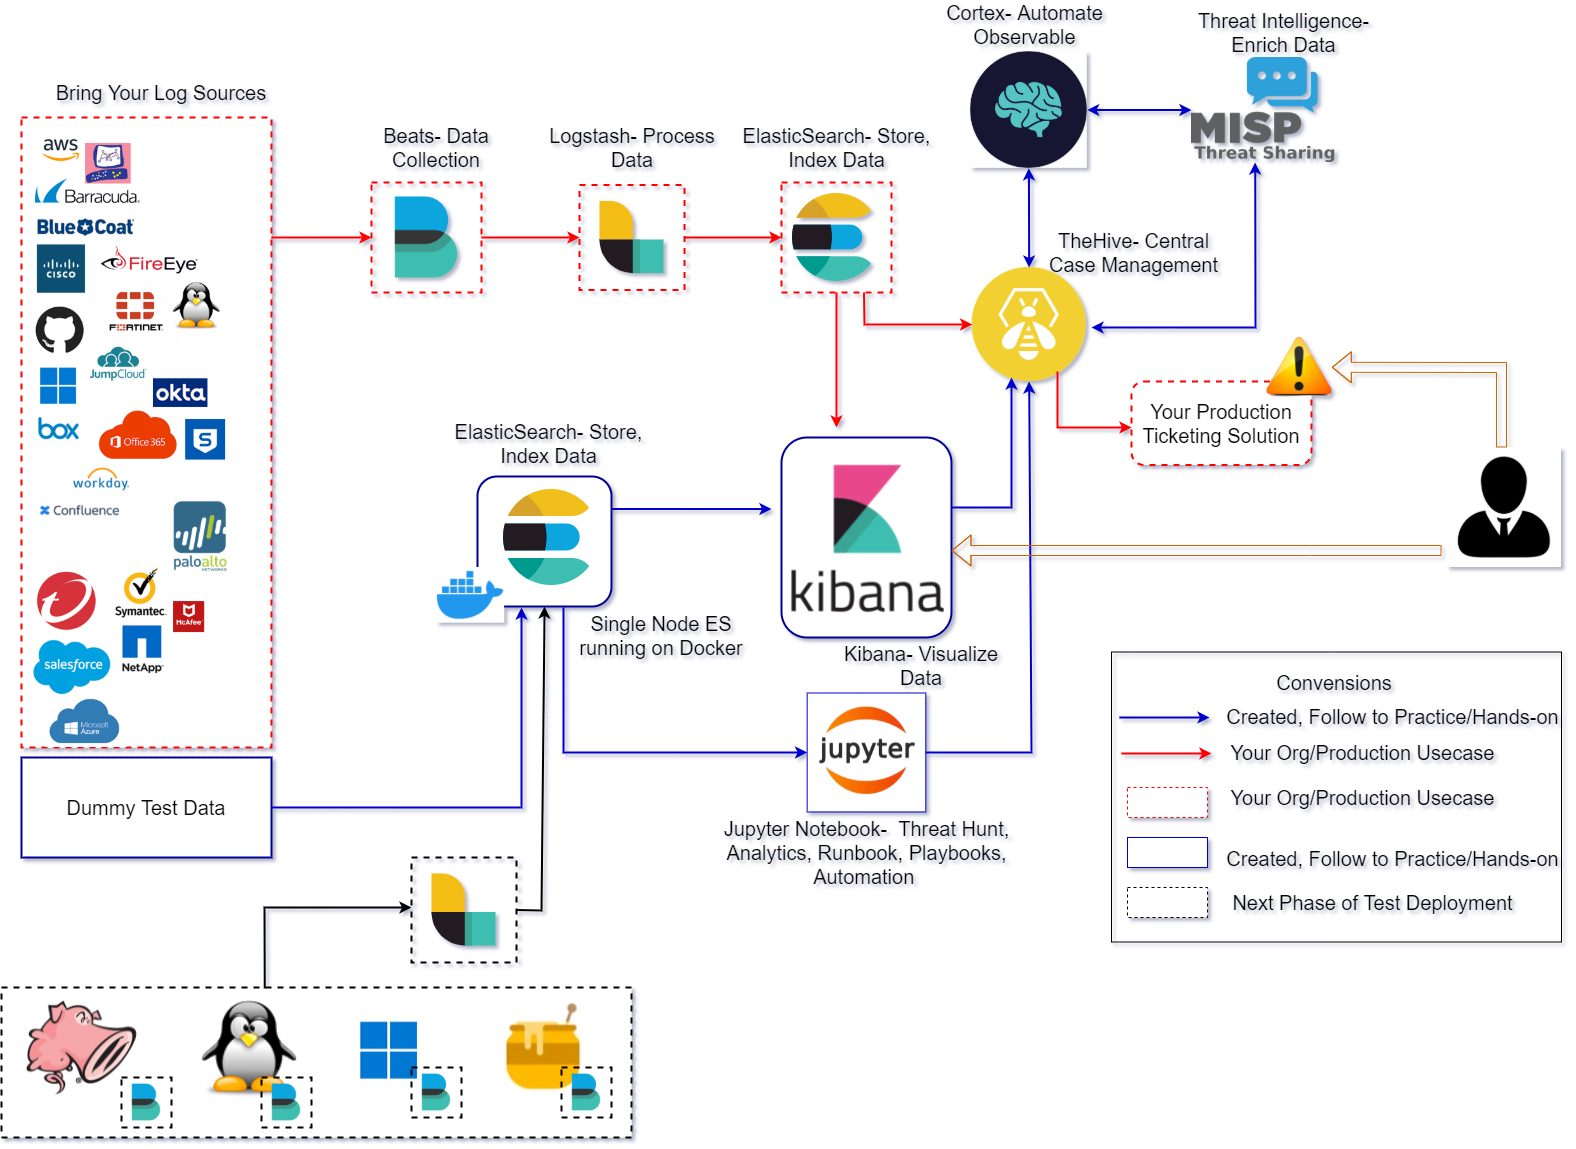 Cortex- Automate
Observable
Threat Intelligence-
Enrich Data
MISP
Threat Sharing
Bring Your Log Sources
aws
Barracuda.
Blue Coat
CISCO
FireEye
FORTINET.
JumpCloud
okta
box
Office 365
S
workday.
Confluence
paloalto
NETWORKS
Symantec.
McAfee
NetApp
salesforce
Microsoft
Azure
Beats- Data
Collection
Logstash- Process
Data
ElasticSearch- Store,
Index Data
TheHive- Central
Case Management
Your Production
Ticketing Solution
ElasticSearch- Store,
Index Data
Single Node ES
running on Docker
kibana
Kibana- Visualize
Data
jupyter
Jupyter Notebook-  Threat Hunt,
Analytics, Runbook, Playbooks,
Automation
Dummy Test Data
Convensions
Created, Follow to Practice/Hands-on
Your Org/Production Usecase
Your Org/Production Usecase
Created, Follow to Practice/Hands-on
Next Phase of Test Deployment